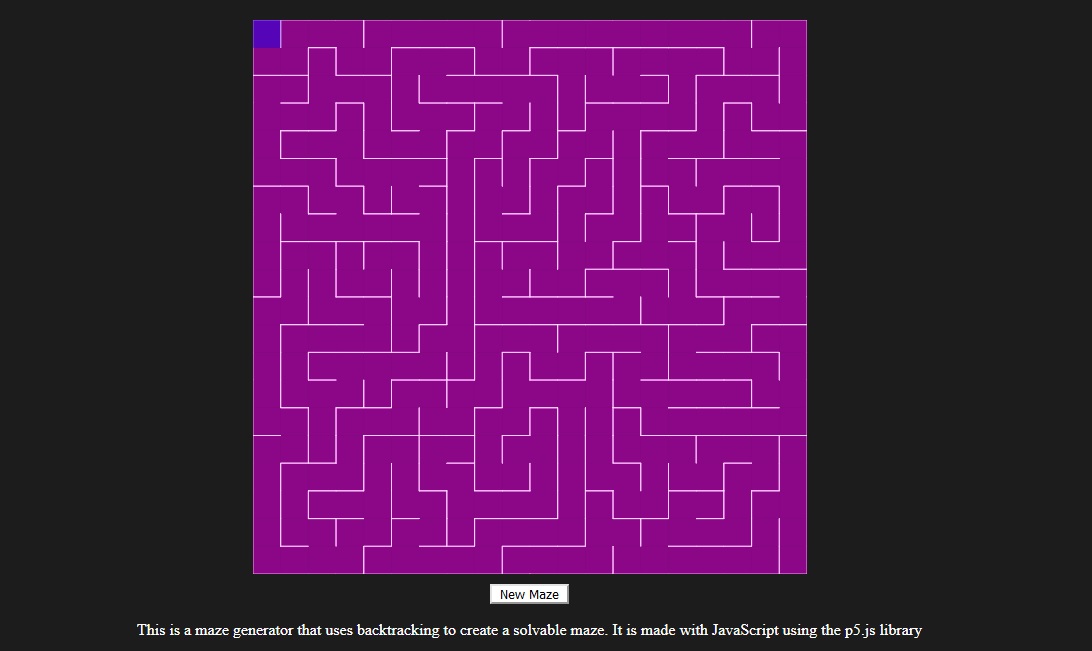 New Maze
This is a maze generator that uses backtracking to create a solvable maze. It is made with JavaScript using the p5.js library